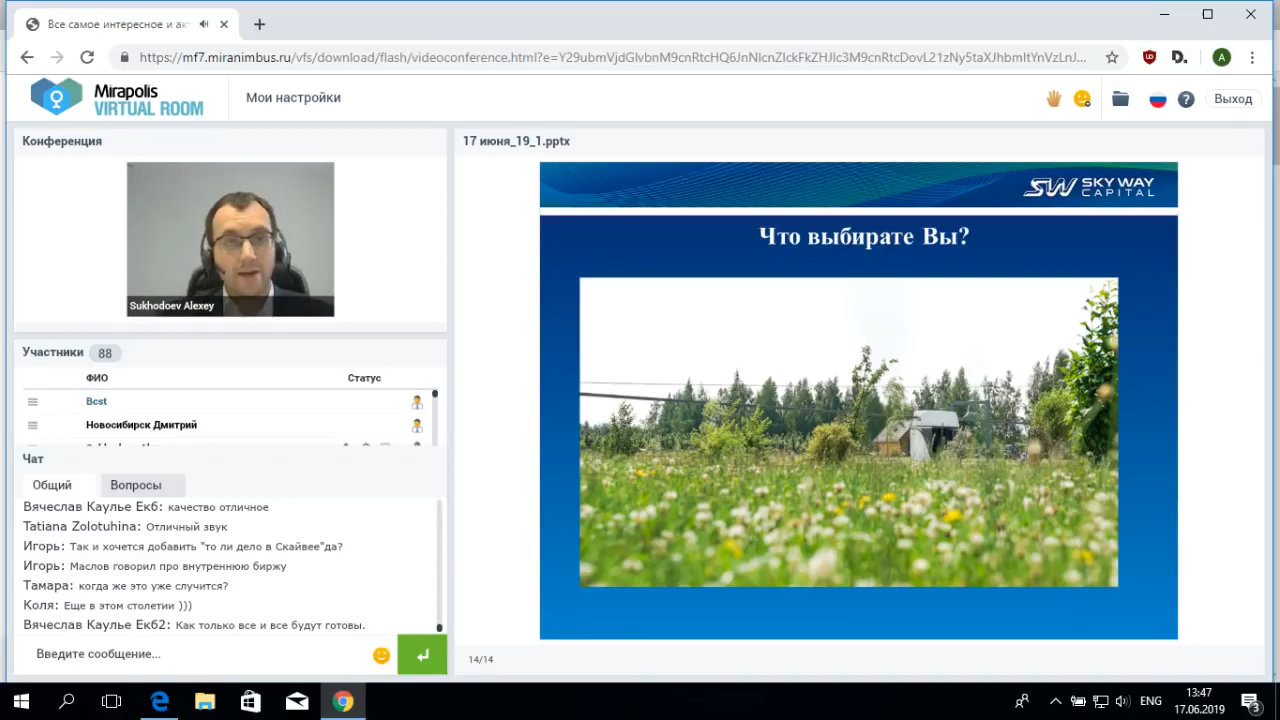 Все самое интересное и ак
https://mf7.miranimbus.ru/vfs/download/flash/videoconference.html?e=Y29ubmVjdGlvbnM9cnRtcHQ6JnNlcnZlckFkZHJlc3M9cnRtcDovL21zNy5taXJhbmltYnVzLnJ...
Mirapolis
VIRTUAL ROOM
Мои настройки
Выход
Конференция
Sukhodoev Alexey
Участники 88
ФИО Статус
Bcst
Новосибирск Дмитрий
Чат
Общий Вопросы
Вячеслав Каулье Екб: качество отличное
Tatiana Zolotuhina: Отличный звук
Игорь: Так и хочется добавить "то ли дело в Скайвее"да?
Игорь: Маслов говорил про внутреннюю биржу
Тамара: когда же это уже случится?
Коля: Еще в этом столетии )))
Вячеслав Каулье Екб2: Как только все и все будут готовы.
Введите сообщение...
17 июня_19_1.pptx
SW SKY WAY
CAPITAL
Что выбирате Вы?
14/14
ENG
13:47
17.06.2019
3